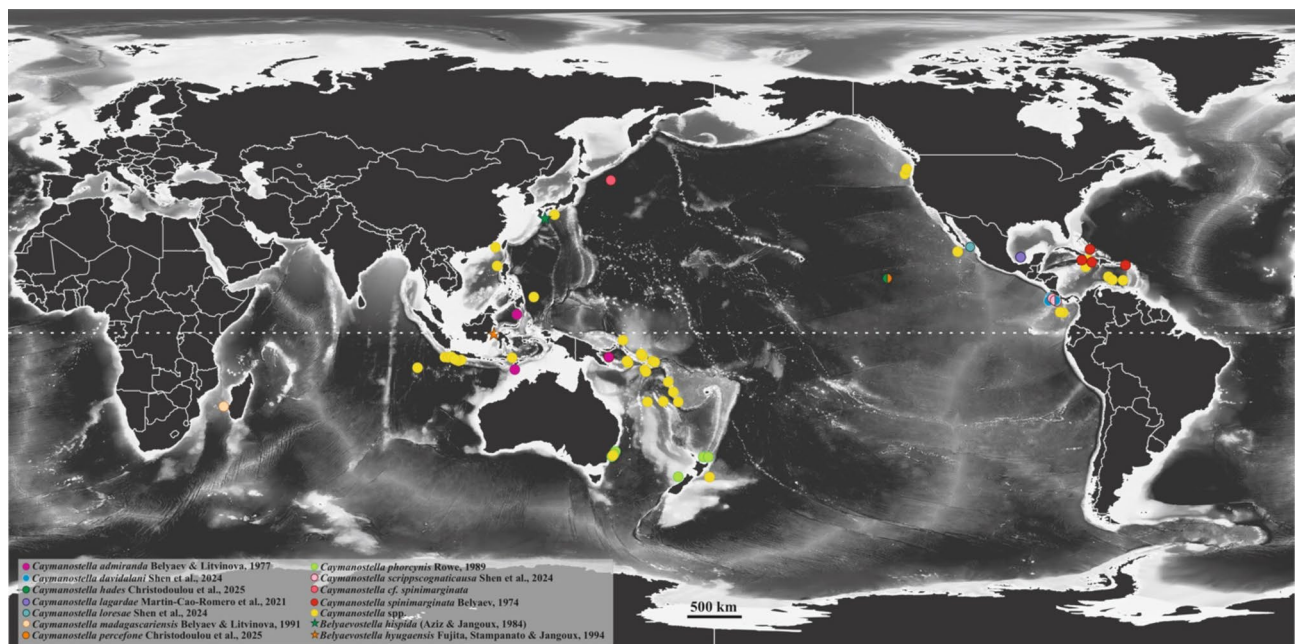 500 km
Caymanostella admiranda Belyaev & Litvinova, 1977
Caymanostella davidalani Shen et al., 2024
Caymanostella hades Christodoulou et al., 2025
Caymanostella lagardae Martin-Cao-Romero et al., 2021
Caymanostella loresae Shen et al., 2024
Caymanostella madagascariensis Belyaev & Litvinova, 1991
Caymanostella percefone Christodoulou et al., 2025
Caymanostella phorcynis Rowe, 1989
Caymanostella scrippscognaticausa Shen et al., 2024
Caymanostella cf. spinimarginata
Caymanostella spinimarginata Belyaev, 1974
Caymanostella spp.
Belyaevostella hispida (Aziz & Jangoux, 1984)
Belyaevostella hyugaensis Fujita, Stampanato & Jangoux, 1994